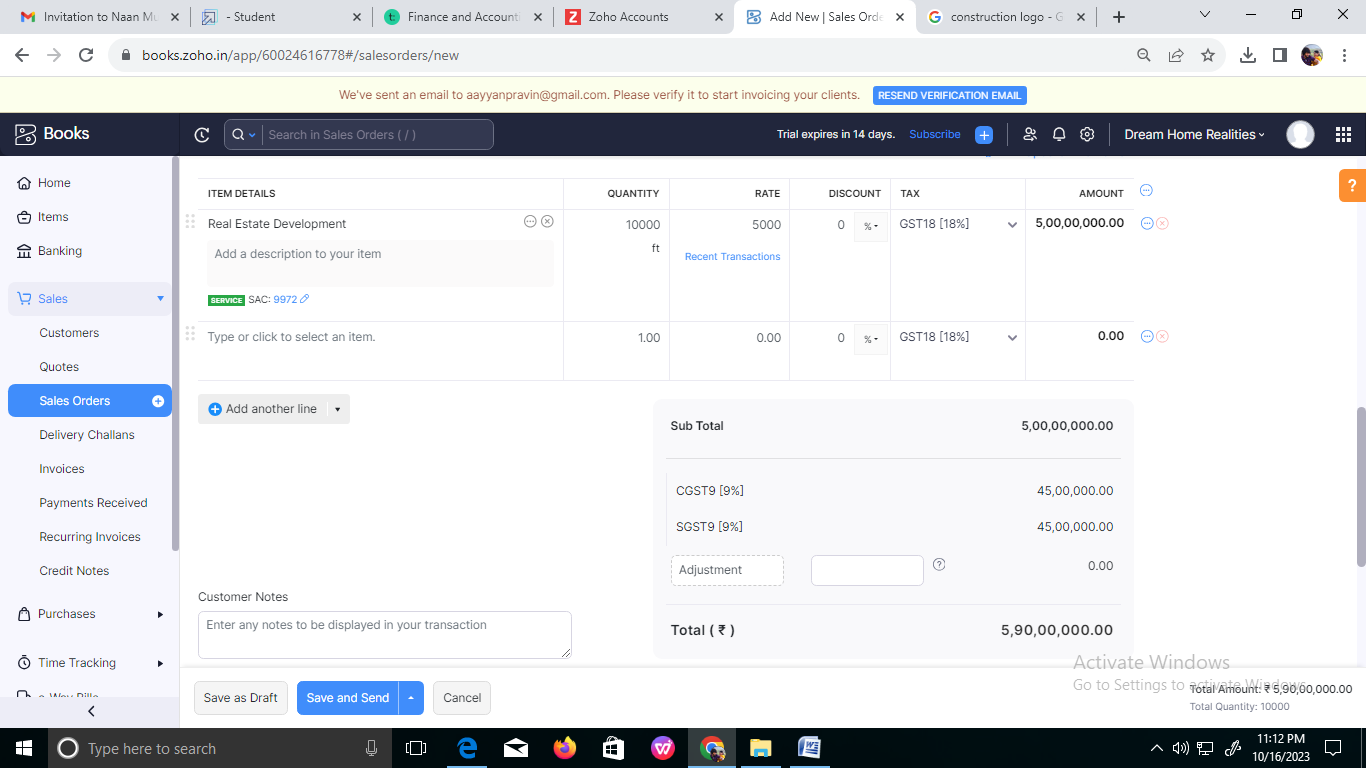 Invitation to Naan Mu
- Student
Finance and Accounti
Zoho Accounts
Add New | Sales Orde
construction logo - G
books.zoho.in/app/60024616778#/salesorders/new
We've sent an email to aayyanpravin@gmail.com. Please verify it to start invoicing your clients. RESEND VERIFICATION EMAIL
Books
Search in Sales Orders ( / )
Trial expires in 14 days. Subscribe
Dream Home Realities
Home
Items
Banking
Sales
Customers
Quotes
Sales Orders
Delivery Challans
Invoices
Payments Received
Recurring Invoices
Credit Notes
Purchases
Time Tracking
e-Way Bills
ITEM DETAILS QUANTITY RATE DISCOUNT TAX AMOUNT
?
Real Estate Development 10000 5000 0 % GST18 [18%] 5,00,00,000.00
ft
Add a description to your item
Recent Transactions
SERVICE SAC: 9972
Type or click to select an item. 1.00 0.00 0 % GST18 [18%] 0.00
Add another line
Sub Total 5,00,00,000.00
CGST9 [9%] 45,00,000.00
SGST9 [9%] 45,00,000.00
Adjustment ? 0.00
Customer Notes
Enter any notes to be displayed in your transaction
Total ( ₹ ) 5,90,00,000.00
Activate Windows
Go to Settings to activate Windows.
Save as Draft
Save and Send
Cancel
Total Amount: ₹ 5,90,00,000.00
Total Quantity: 10000
Type here to search
11:12 PM
10/16/2023